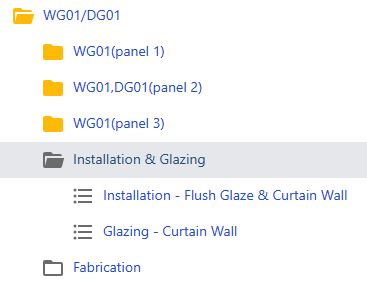 WG01/DG01
WG01(panel 1)
WG01,DG01(panel 2)
WG01(panel 3)
Installation & Glazing
Installation - Flush Glaze & Curtain Wall
Glazing - Curtain Wall
Fabrication